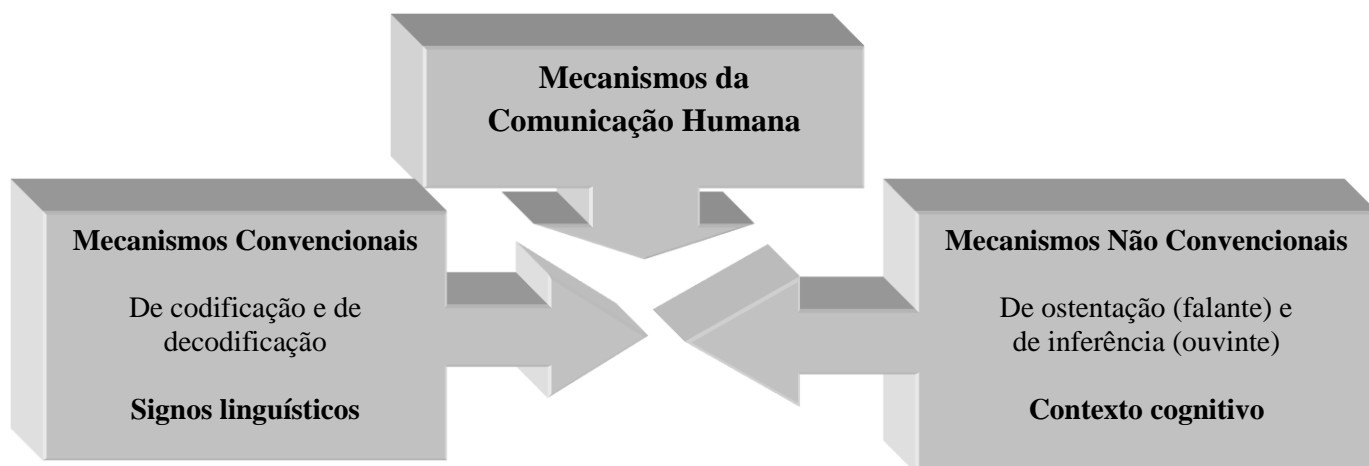 Mecanismos da
Comunicação Humana
Mecanismos Convencionais
De codificação e de
decodificação
Signos linguísticos
Mecanismos Não Convencionais
De ostentação (falante) e
de inferência (ouvinte)
Contexto cognitivo